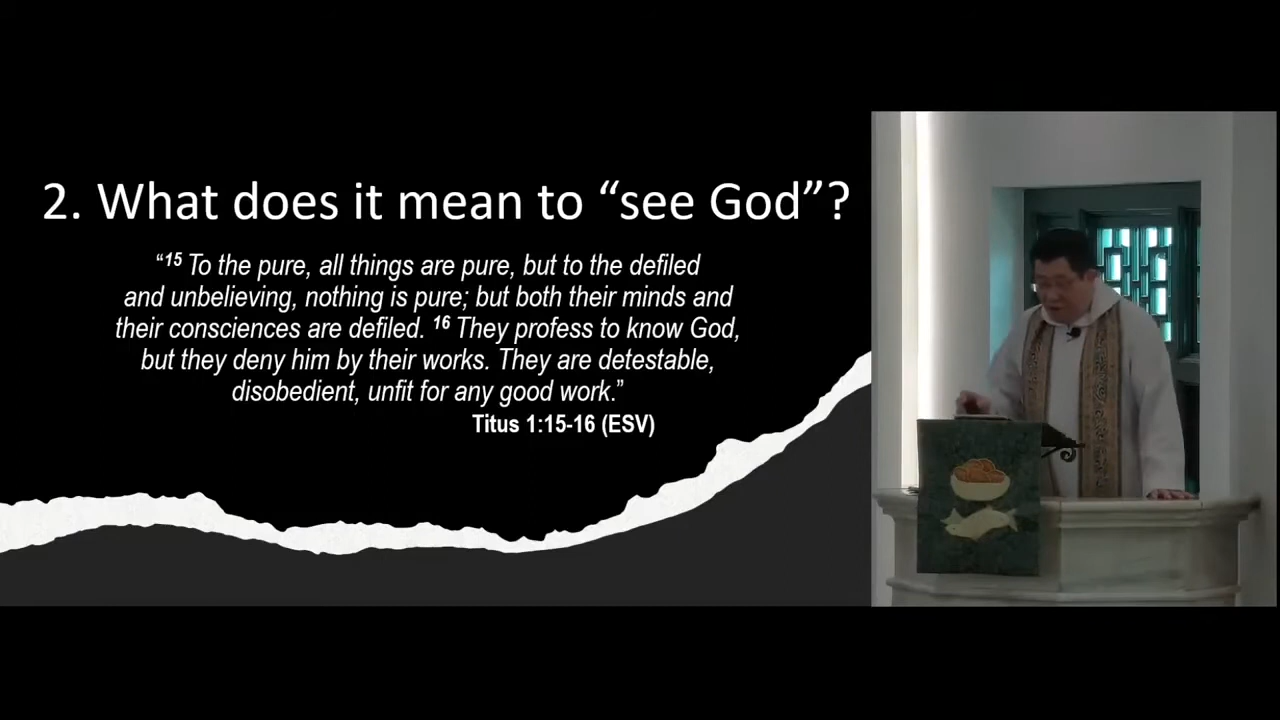 2. What does it mean to “see God”?
“15 To the pure, all things are pure, but to the defiled
and unbelieving, nothing is pure; but both their minds and
their consciences are defiled. 16 They profess to know God,
but they deny him by their works. They are detestable,
disobedient, unfit for any good work.”
Titus 1:15-16 (ESV)